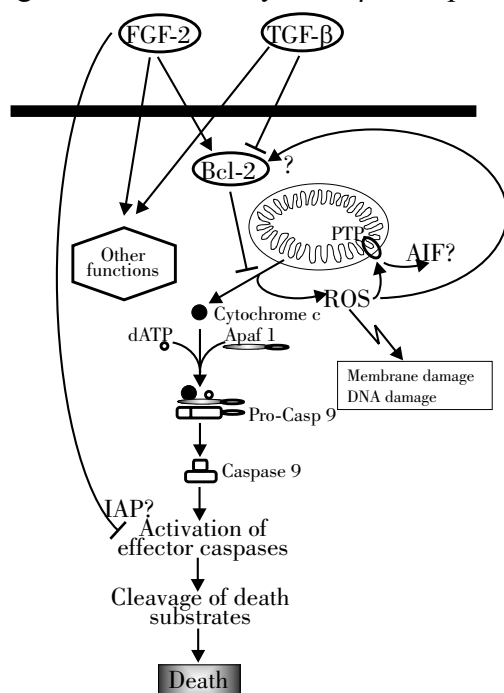 FGF-2
TGF-β
Bcl-2
?
PTP
AIF?
Other
functions
ROS
Cytochrome c
dATP
Apaf 1
Membrane damage
DNA damage
Pro-Casp 9
Caspase 9
IAP?
Activation of
effector caspases
Cleavage of death
substrates
Death